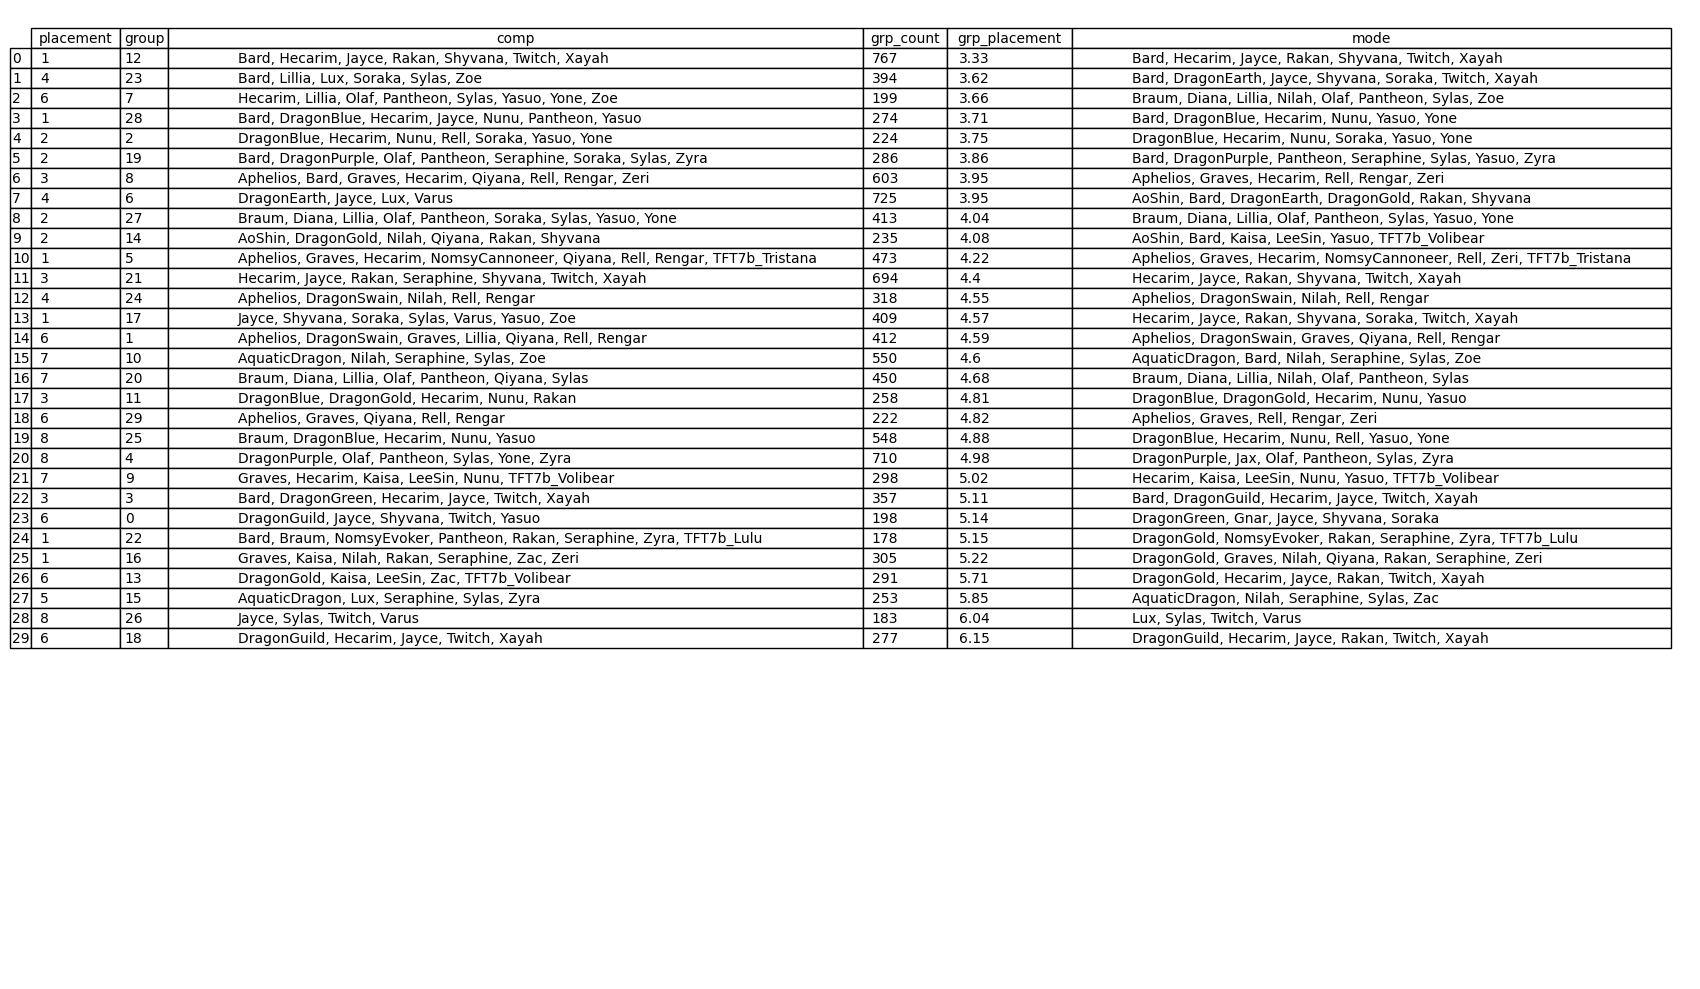 placement group comp grp_count grp_placement mode
0 1 12 Bard, Hecarim, Jayce, Rakan, Shyvana, Twitch, Xayah 767 3.33 Bard, Hecarim, Jayce, Rakan, Shyvana, Twitch, Xayah
1 4 23 Bard, Lillia, Lux, Soraka, Sylas, Zoe 394 3.62 Bard, DragonEarth, Jayce, Shyvana, Soraka, Twitch, Xayah
2 6 7 Hecarim, Lillia, Olaf, Pantheon, Sylas, Yasuo, Yone, Zoe 199 3.66 Braum, Diana, Lillia, Nilah, Olaf, Pantheon, Sylas, Zoe
3 1 28 Bard, DragonBlue, Hecarim, Jayce, Nunu, Pantheon, Yasuo 274 3.71 Bard, DragonBlue, Hecarim, Nunu, Yasuo, Yone
4 2 2 DragonBlue, Hecarim, Nunu, Rell, Soraka, Yasuo, Yone 224 3.75 DragonBlue, Hecarim, Nunu, Soraka, Yasuo, Yone
5 2 19 Bard, DragonPurple, Olaf, Pantheon, Seraphine, Soraka, Sylas, Zyra 286 3.86 Bard, DragonPurple, Pantheon, Seraphine, Sylas, Yasuo, Zyra
6 3 8 Aphelios, Bard, Graves, Hecarim, Qiyana, Rell, Rengar, Zeri 603 3.95 Aphelios, Graves, Hecarim, Rell, Rengar, Zeri
7 4 6 DragonEarth, Jayce, Lux, Varus 725 3.95 AoShin, Bard, DragonEarth, DragonGold, Rakan, Shyvana
8 2 27 Braum, Diana, Lillia, Olaf, Pantheon, Soraka, Sylas, Yasuo, Yone 413 4.04 Braum, Diana, Lillia, Olaf, Pantheon, Sylas, Yasuo, Yone
9 2 14 AoShin, DragonGold, Nilah, Qiyana, Rakan, Shyvana 235 4.08 AoShin, Bard, Kaisa, LeeSin, Yasuo, TFT7b_Volibear
10 1 5 Aphelios, Graves, Hecarim, NomsyCannoneer, Qiyana, Rell, Rengar, TFT7b_Tristana 473 4.22 Aphelios, Graves, Hecarim, NomsyCannoneer, Rell, Zeri, TFT7b_Tristana
11 3 21 Hecarim, Jayce, Rakan, Seraphine, Shyvana, Twitch, Xayah 694 4.4 Hecarim, Jayce, Rakan, Shyvana, Twitch, Xayah
12 4 24 Aphelios, DragonSwain, Nilah, Rell, Rengar 318 4.55 Aphelios, DragonSwain, Nilah, Rell, Rengar
13 1 17 Jayce, Shyvana, Soraka, Sylas, Varus, Yasuo, Zoe 409 4.57 Hecarim, Jayce, Rakan, Shyvana, Soraka, Twitch, Xayah
14 6 1 Aphelios, DragonSwain, Graves, Lillia, Qiyana, Rell, Rengar 412 4.59 Aphelios, DragonSwain, Graves, Qiyana, Rell, Rengar
15 7 10 AquaticDragon, Nilah, Seraphine, Sylas, Zoe 550 4.6 AquaticDragon, Bard, Nilah, Seraphine, Sylas, Zoe
16 7 20 Braum, Diana, Lillia, Olaf, Pantheon, Qiyana, Sylas 450 4.68 Braum, Diana, Lillia, Nilah, Olaf, Pantheon, Sylas
17 3 11 DragonBlue, DragonGold, Hecarim, Nunu, Rakan 258 4.81 DragonBlue, DragonGold, Hecarim, Nunu, Yasuo
18 6 29 Aphelios, Graves, Qiyana, Rell, Rengar 222 4.82 Aphelios, Graves, Rell, Rengar, Zeri
19 8 25 Braum, DragonBlue, Hecarim, Nunu, Yasuo 548 4.88 DragonBlue, Hecarim, Nunu, Rell, Yasuo, Yone
20 8 4 DragonPurple, Olaf, Pantheon, Sylas, Yone, Zyra 710 4.98 DragonPurple, Jax, Olaf, Pantheon, Sylas, Zyra
21 7 9 Graves, Hecarim, Kaisa, LeeSin, Nunu, TFT7b_Volibear 298 5.02 Hecarim, Kaisa, LeeSin, Nunu, Yasuo, TFT7b_Volibear
22 3 3 Bard, DragonGreen, Hecarim, Jayce, Twitch, Xayah 357 5.11 Bard, DragonGuild, Hecarim, Jayce, Twitch, Xayah
23 6 0 DragonGuild, Jayce, Shyvana, Twitch, Yasuo 198 5.14 DragonGreen, Gnar, Jayce, Shyvana, Soraka
24 1 22 Bard, Braum, NomsyEvoker, Pantheon, Rakan, Seraphine, Zyra, TFT7b_Lulu 178 5.15 DragonGold, NomsyEvoker, Rakan, Seraphine, Zyra, TFT7b_Lulu
25 1 16 Graves, Kaisa, Nilah, Rakan, Seraphine, Zac, Zeri 305 5.22 DragonGold, Graves, Nilah, Qiyana, Rakan, Seraphine, Zeri
26 6 13 DragonGold, Kaisa, LeeSin, Zac, TFT7b_Volibear 291 5.71 DragonGold, Hecarim, Jayce, Rakan, Twitch, Xayah
27 5 15 AquaticDragon, Lux, Seraphine, Sylas, Zyra 253 5.85 AquaticDragon, Nilah, Seraphine, Sylas, Zac
28 8 26 Jayce, Sylas, Twitch, Varus 183 6.04 Lux, Sylas, Twitch, Varus
29 6 18 DragonGuild, Hecarim, Jayce, Twitch, Xayah 277 6.15 DragonGuild, Hecarim, Jayce, Rakan, Twitch, Xayah